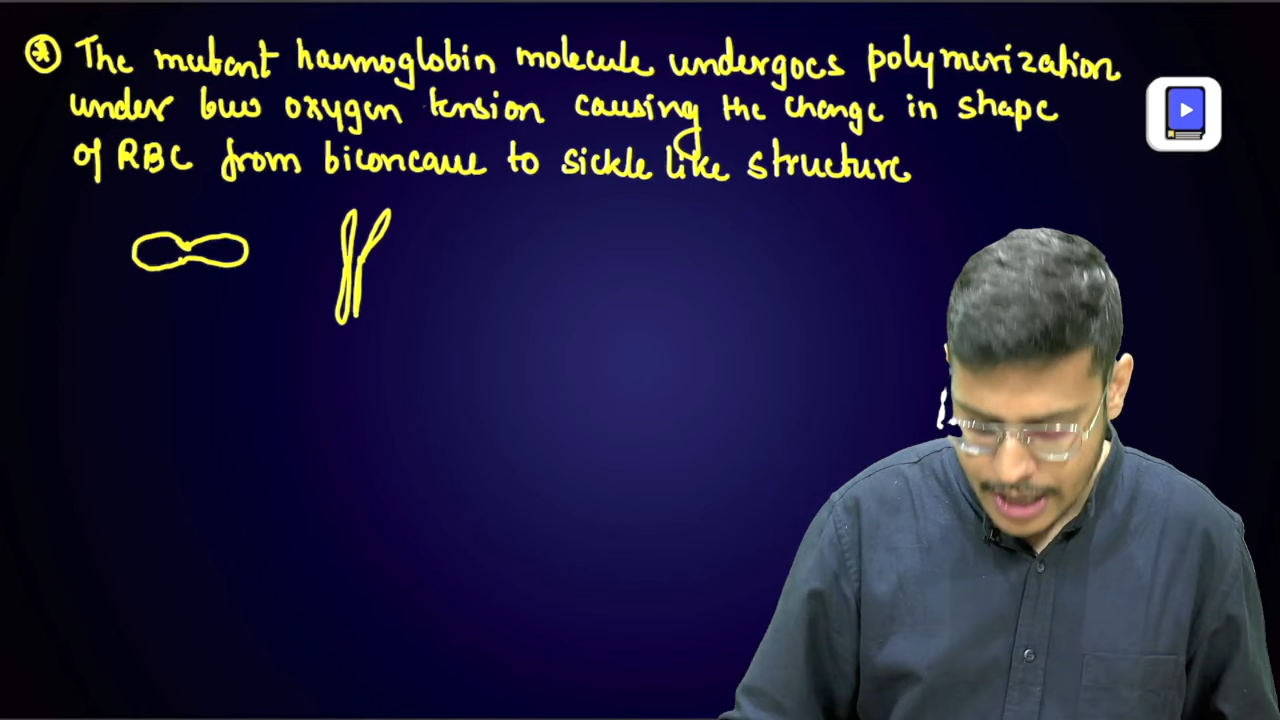 The mutant haemoglobin molecule undergoes polymerization
under low oxygen tension causing the change in shape
of RBC from biconcave to sickle like structure